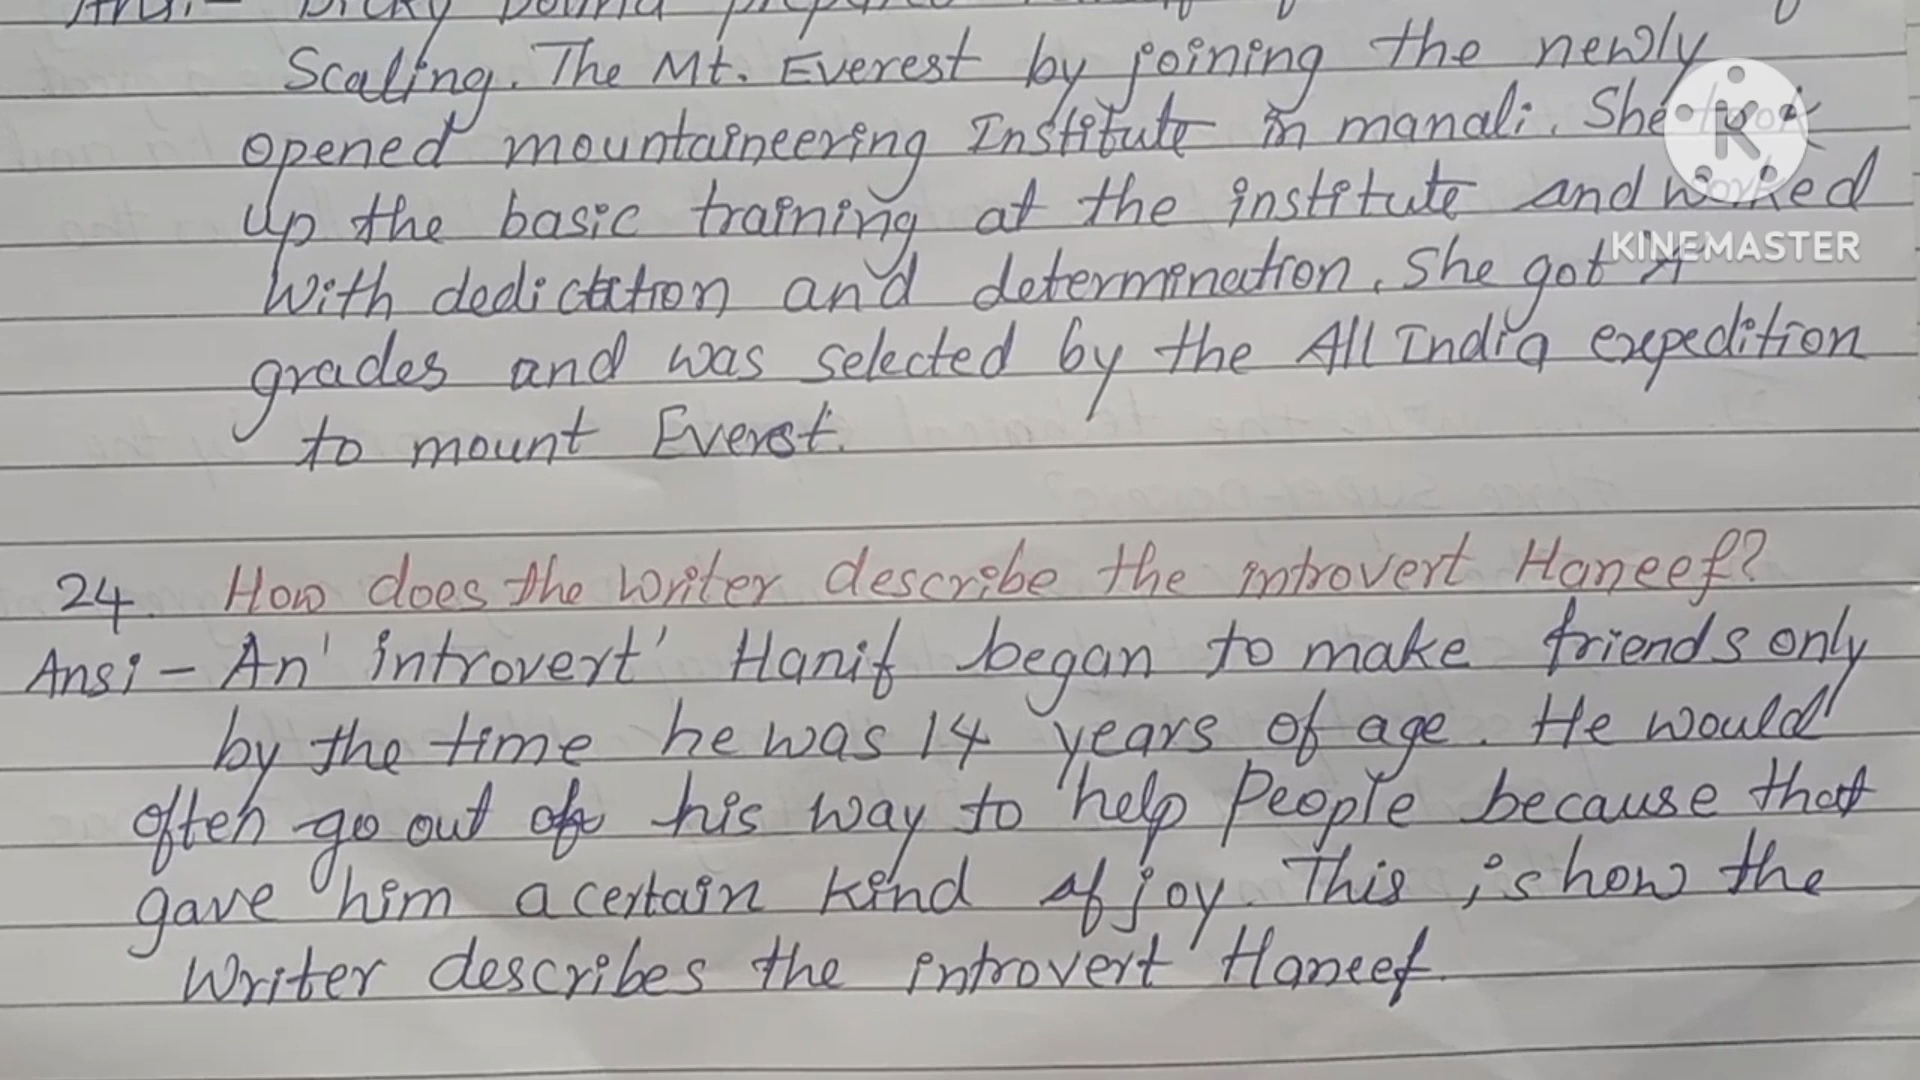 Ans:- Dicky
Scaling. The Mt. Everest by joining the newly
opened mountaineering Institute in manali. She took
up the basic training at the institute and worked
With dedication and determination. She got A
grades and was selected by the All India expedition
to mount Everest.
24. How does the writer describe the introvert Haneef?
Ans:- An 'introvert' Hanif began to make friends only
by the time he was 14 years of age. He would
often go out of his way to help People because that
gave him a certain kind of joy. This is how the
Writer describes the introvert Haneef.
K
KINEMASTER